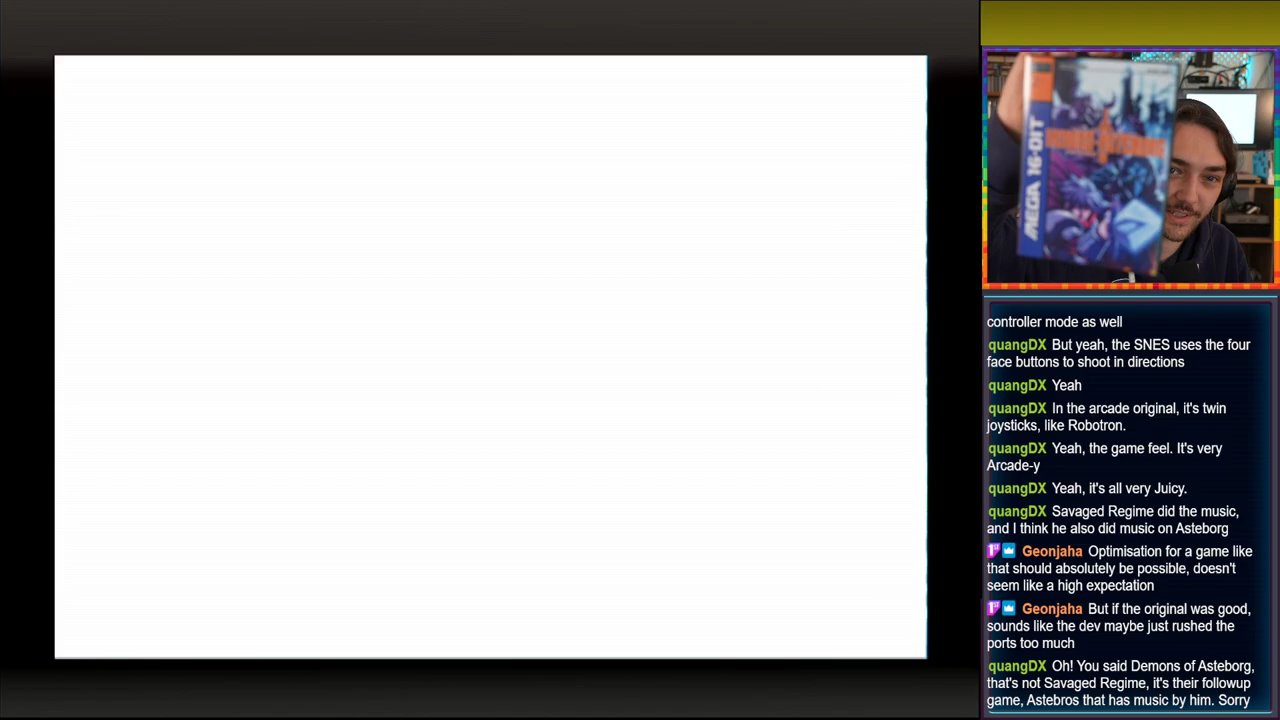 MEGA 16-BIT
controller mode as well
quangDX But yeah, the SNES uses the four
face buttons to shoot in directions
quangDX Yeah
quangDX In the arcade original, it's twin
joysticks, like Robotron.
quangDX Yeah, the game feel. It's very
Arcade-y
quangDX Yeah, it's all very Juicy.
quangDX Savaged Regime did the music,
and I think he also did music on Asteborg
Geonjaha Optimisation for a game like
that should absolutely be possible, doesn't
seem like a high expectation
Geonjaha But if the original was good,
sounds like the dev maybe just rushed the
ports too much
quangDX Oh! You said Demons of Asteborg,
that's not Savaged Regime, it's their followup
game, Astebros that has music by him. Sorry